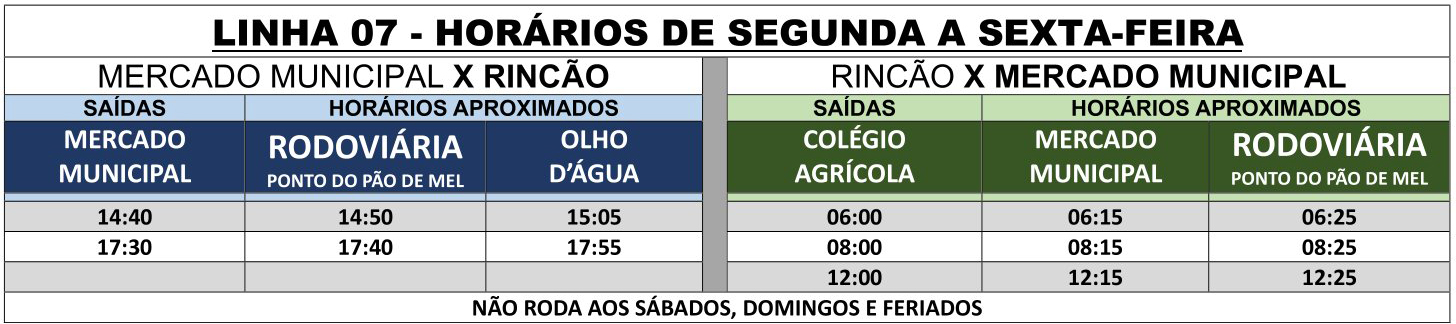 LINHA 07 - HORÁRIOS DE SEGUNDA A SEXTA-FEIRA
MERCADO MUNICIPAL X RINCÃO RINCÃO X MERCADO MUNICIPAL
SAÍDAS HORÁRIOS APROXIMADOS SAÍDAS HORÁRIOS APROXIMADOS
MERCADO MUNICIPAL RODOVIÁRIA PONTO DO PÃO DE MEL OLHO D'ÁGUA COLÉGIO AGRÍCOLA MERCADO MUNICIPAL RODOVIÁRIA PONTO DO PÃO DE MEL
14:40 14:50 15:05 06:00 06:15 06:25
17:30 17:40 17:55 08:00 08:15 08:25
12:00 12:15 12:25
NÃO RODA AOS SÁBADOS, DOMINGOS E FERIADOS